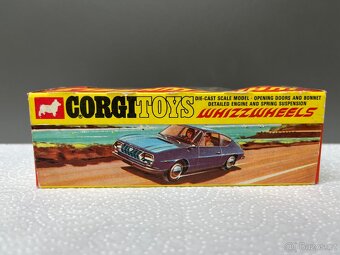 CORGI TOYS
DIE-CAST SCALE MODEL · OPENING DOORS AND BONNET
DETAILED ENGINE AND SPRING SUSPENSION
WHIZZWHEELS